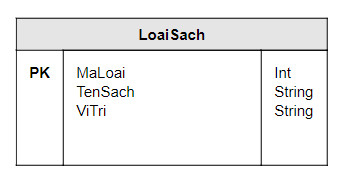 LoaiSach
PK MaLoai Int
TenSach String
ViTri String